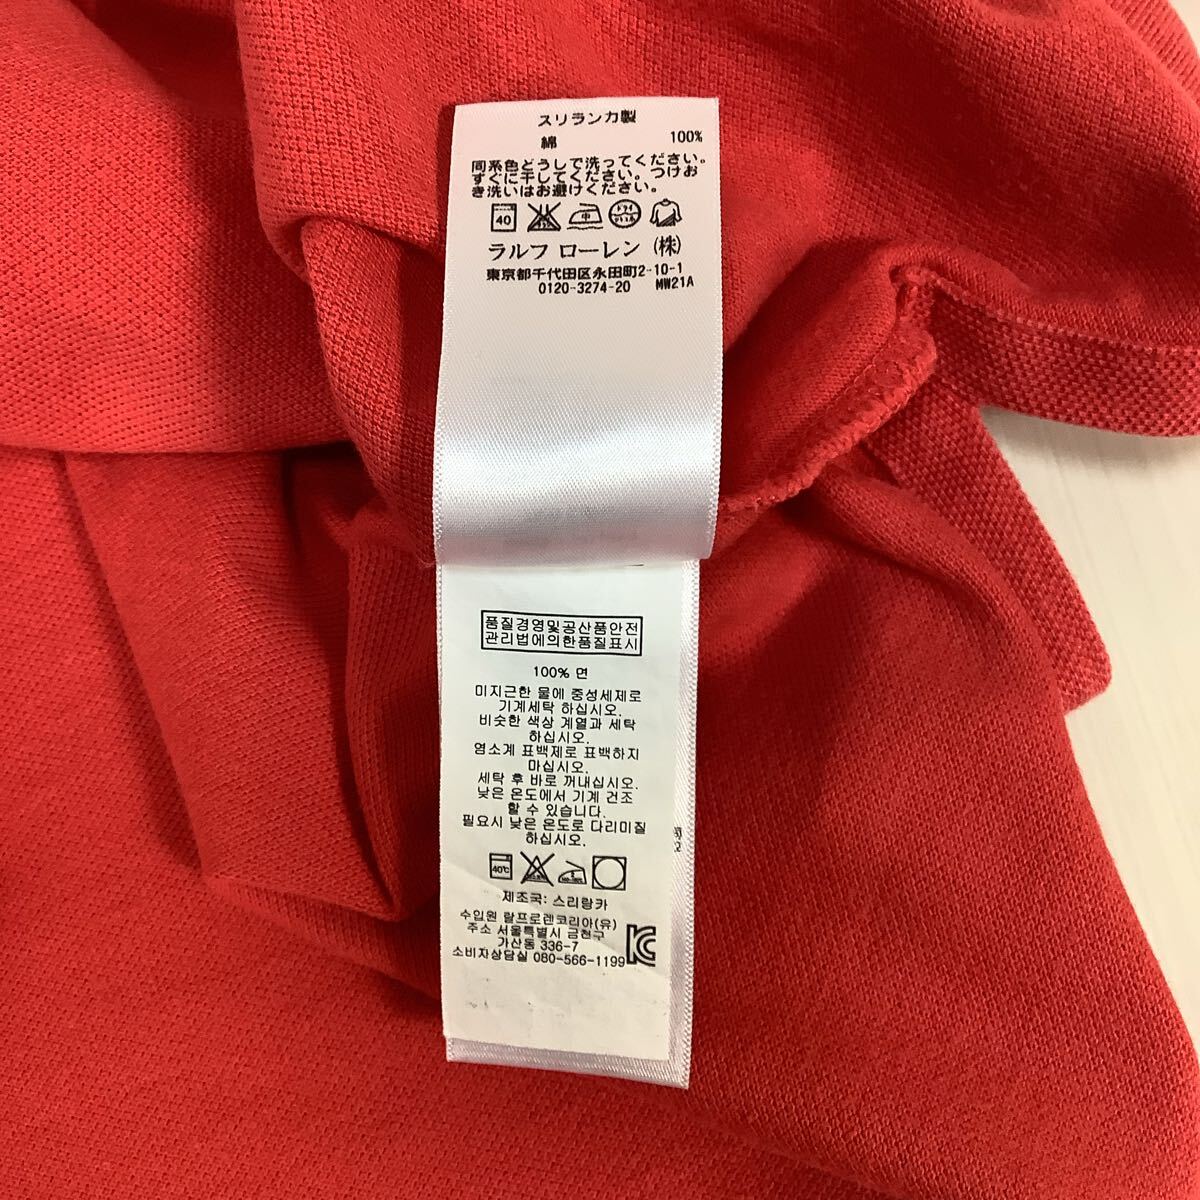 スリランカ製
綿 100%
同系色どうしで洗ってください。
すぐに干してください。つけお
き洗いはお避けください。
40 中 ドライ
ラルフ ローレン (株)
東京都千代田区永田町2-10-1
0120-3274-20 MW21A
품질경영및공산품안전
관리법에의한품질표시
100% 면
미지근한 물에 중성세제로
기계세탁 하십시오.
비슷한 색상 계열과 세탁
하십시오.
염소계 표백제로 표백하지
마십시오.
세탁 후 바로 꺼내십시오.
낮은 온도에서 기계 건조
할 수 있습니다.
필요시 낮은 온도로 다리미질
하십시오.
40℃
제조국: 스리랑카
수입원 랄프로렌코리아(유)
주소 서울특별시 금천구
가산동 336-7
소비자상담실 080-566-1199